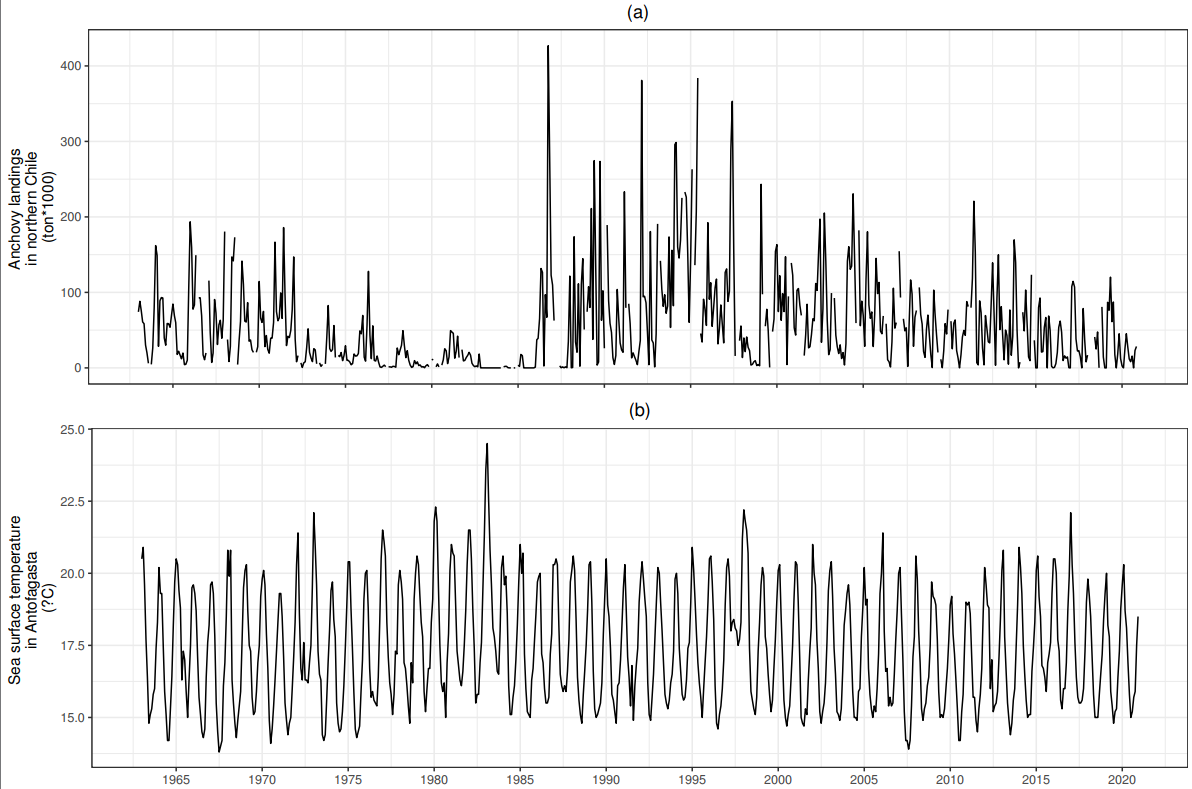 (a)
Anchovy landings
in northern Chile
(ton*1000)
400
300
200
100
0
(b)
Sea surface temperature
in Antofagasta
(?C)
25.0
22.5
20.0
17.5
15.0
1965 1970 1975 1980 1985 1990 1995 2000 2005 2010 2015 2020